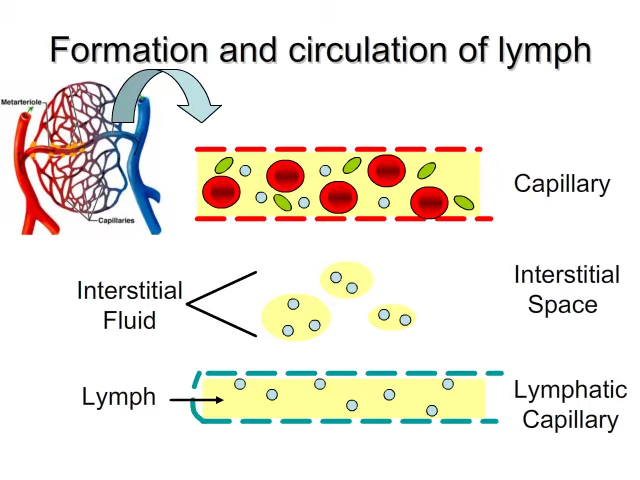 Formation and circulation of lymph
Metarteriole
Capillaries
Capillary
Interstitial
Fluid
Interstitial
Space
Lymph
Lymphatic
Capillary